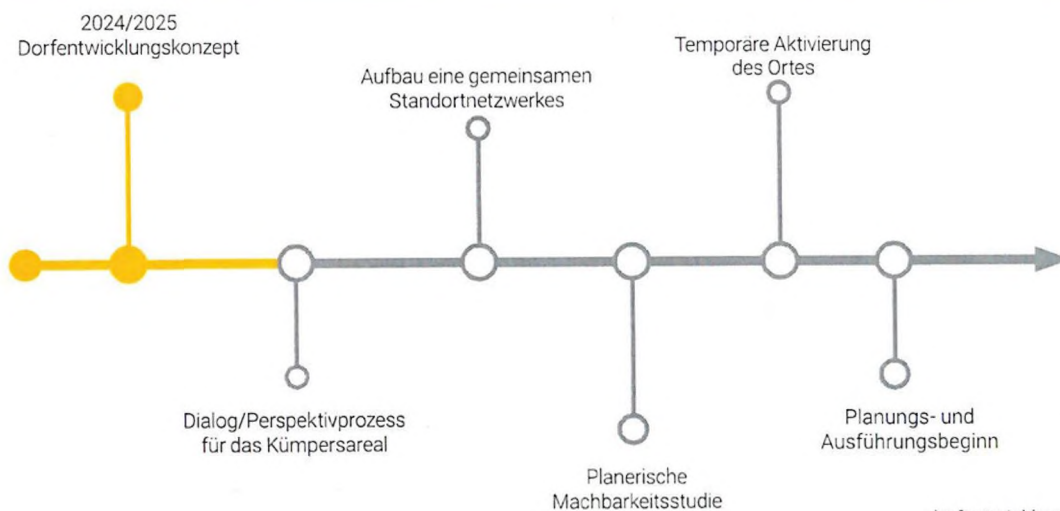 2024/2025
Dorfentwicklungskonzept
Aufbau eine gemeinsamen
Standortnetzwerkes
Temporäre Aktivierung
des Ortes
Dialog/Perspektivprozess
für das Kümpersareal
Planerische
Machbarkeitsstudie
Planungs- und
Ausführungsbeginn